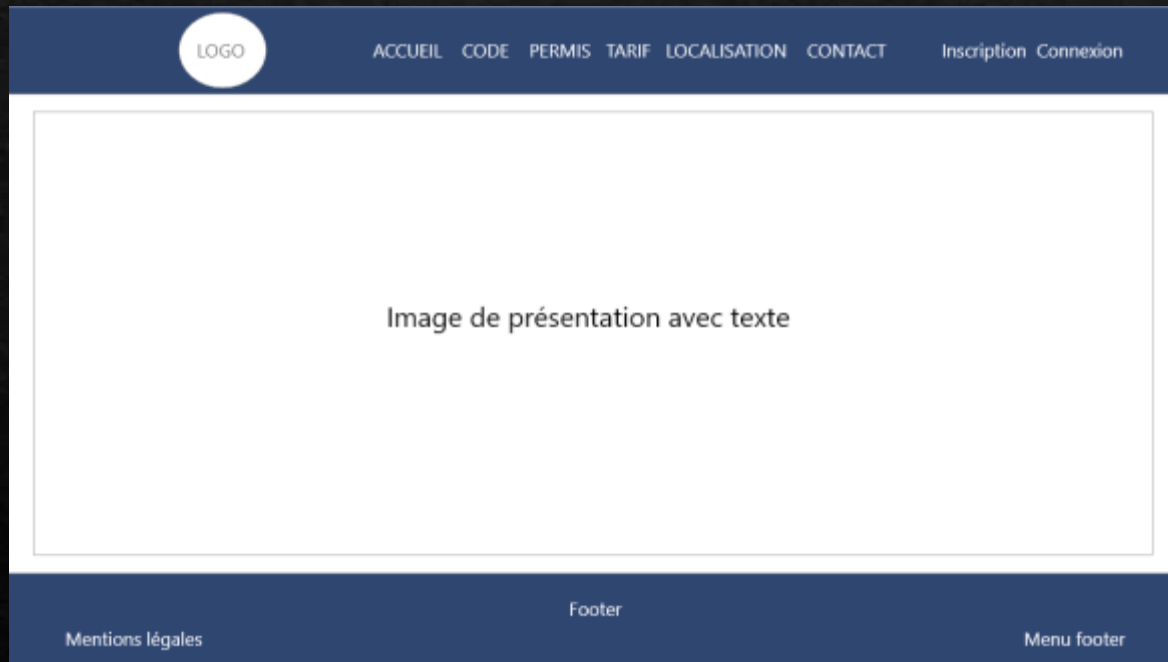 LOGO ACCUEIL CODE PERMIS TARIF LOCALISATION CONTACT Inscription Connexion
Image de présentation avec texte
Footer
Mentions légales Menu footer